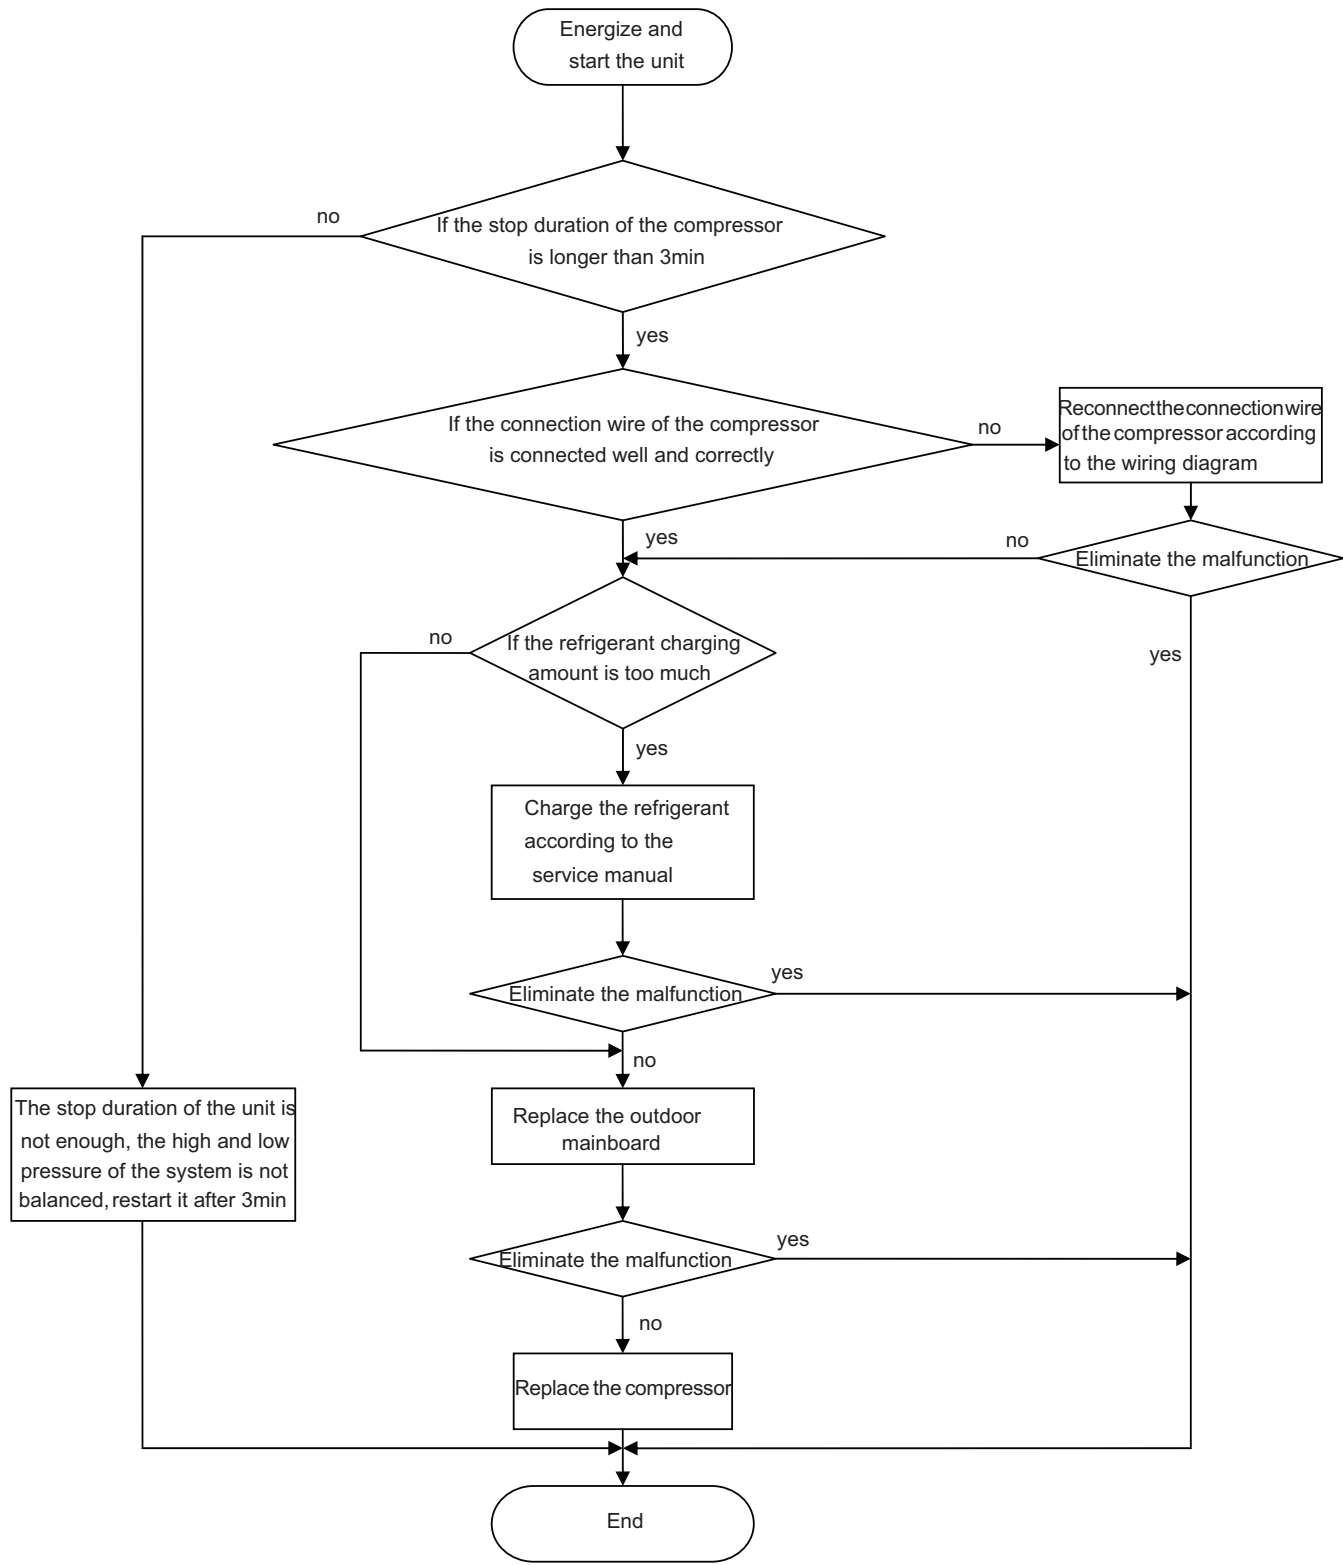 Energize and
start the unit
no
If the stop duration of the compressor
is longer than 3min
yes
If the connection wire of the compressor
is connected well and correctly
no
Reconnect the connection wire
of the compressor according
to the wiring diagram
yes
no
Eliminate the malfunction
no
If the refrigerant charging
amount is too much
yes
yes
Charge the refrigerant
according to the
service manual
Eliminate the malfunction
yes
no
The stop duration of the unit is
not enough, the high and low
pressure of the system is not
balanced, restart it after 3min
Replace the outdoor
mainboard
Eliminate the malfunction
yes
no
Replace the compressor
End